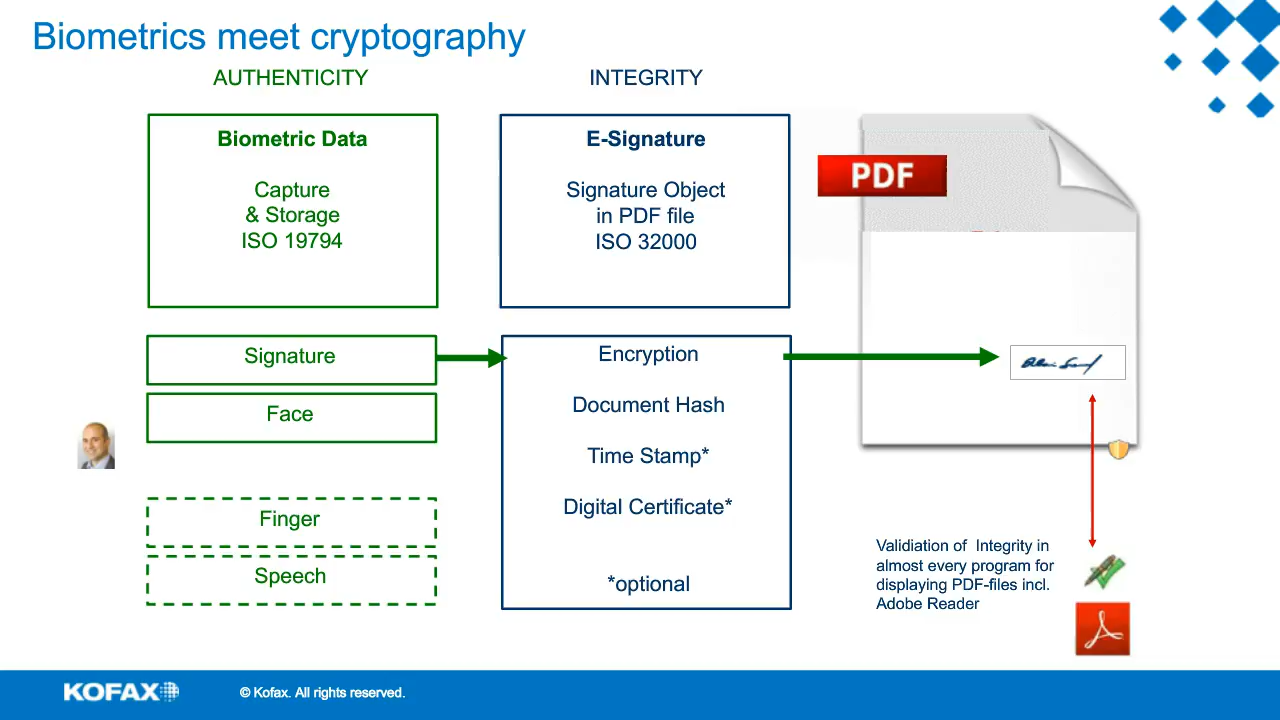 Biometrics meet cryptography
AUTHENTICITY
INTEGRITY
Biometric Data
Capture
& Storage
ISO 19794
E-Signature
Signature Object
in PDF file
ISO 32000
PDF
Signature
Face
Finger
Speech
Encryption
Document Hash
Time Stamp*
Digital Certificate*
*optional
Validiation of Integrity in
almost every program for
displaying PDF-files incl.
Adobe Reader
KOFAX
© Kofax. All rights reserved.